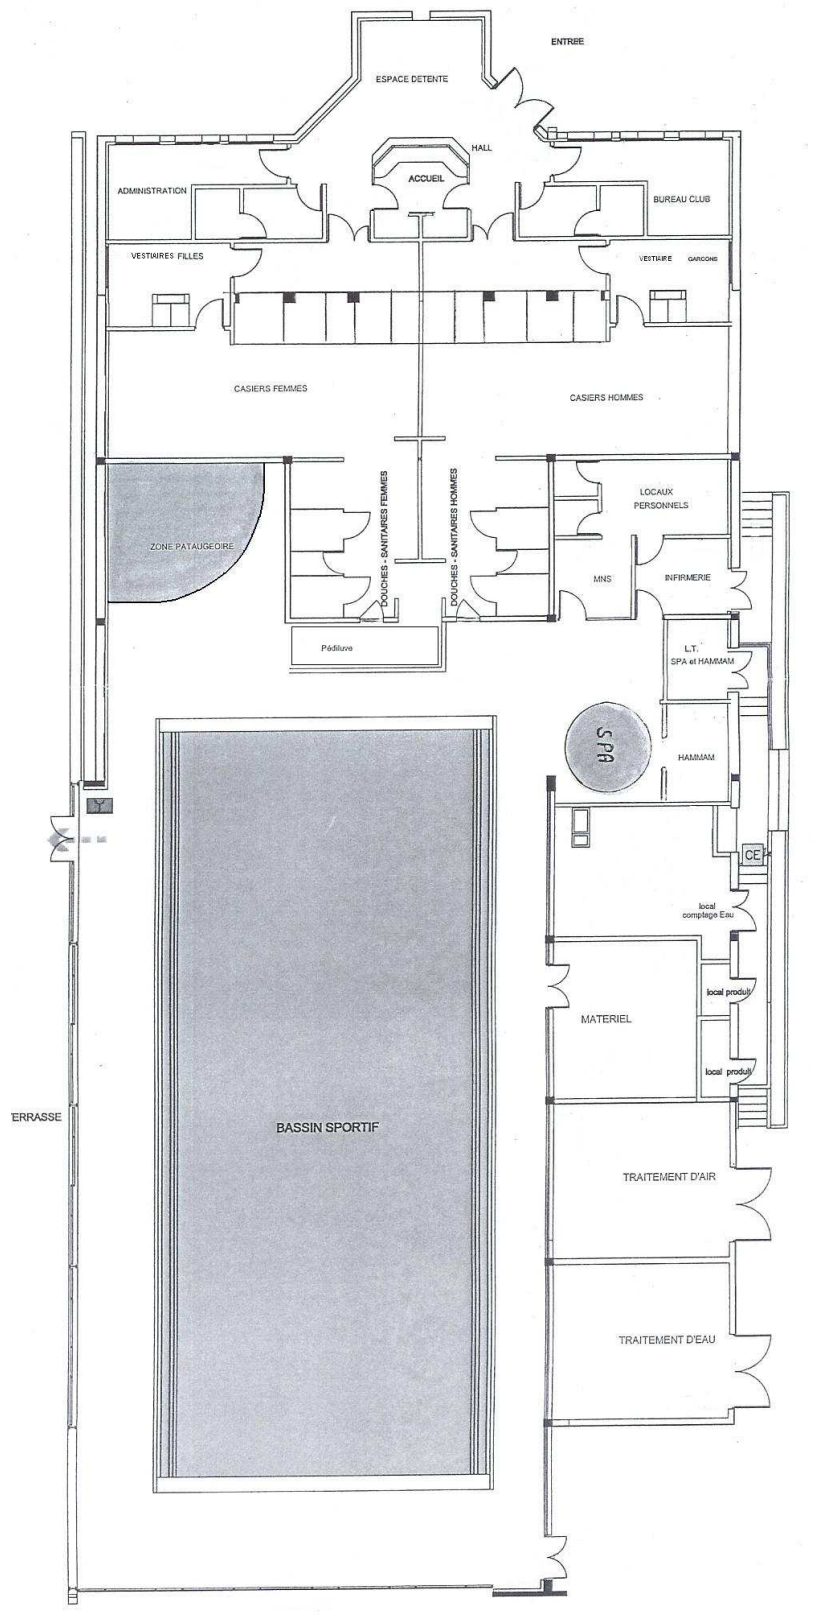 ENTREE
ESPACE DETENTE
HALL
ACCUEIL
ADMINISTRATION
BUREAU CLUB
VESTIAIRES FILLES
VESTIAIRE GARCONS
CASIERS FEMMES
CASIERS HOMMES
DOUCHES - SANITAIRES FEMMES
DOUCHES - SANITAIRES HOMMES
LOCAUX
PERSONNELS
ZONE PATAUGEOIRE
MNS
INFIRMERIE
Pédiluve
L.T.
SPA et HAMMAM
SPA
HAMMAM
Y
CE
local
comptage Eau
local produit
MATERIEL
local produit
ERRASSE
BASSIN SPORTIF
TRAITEMENT D'AIR
TRAITEMENT D'EAU